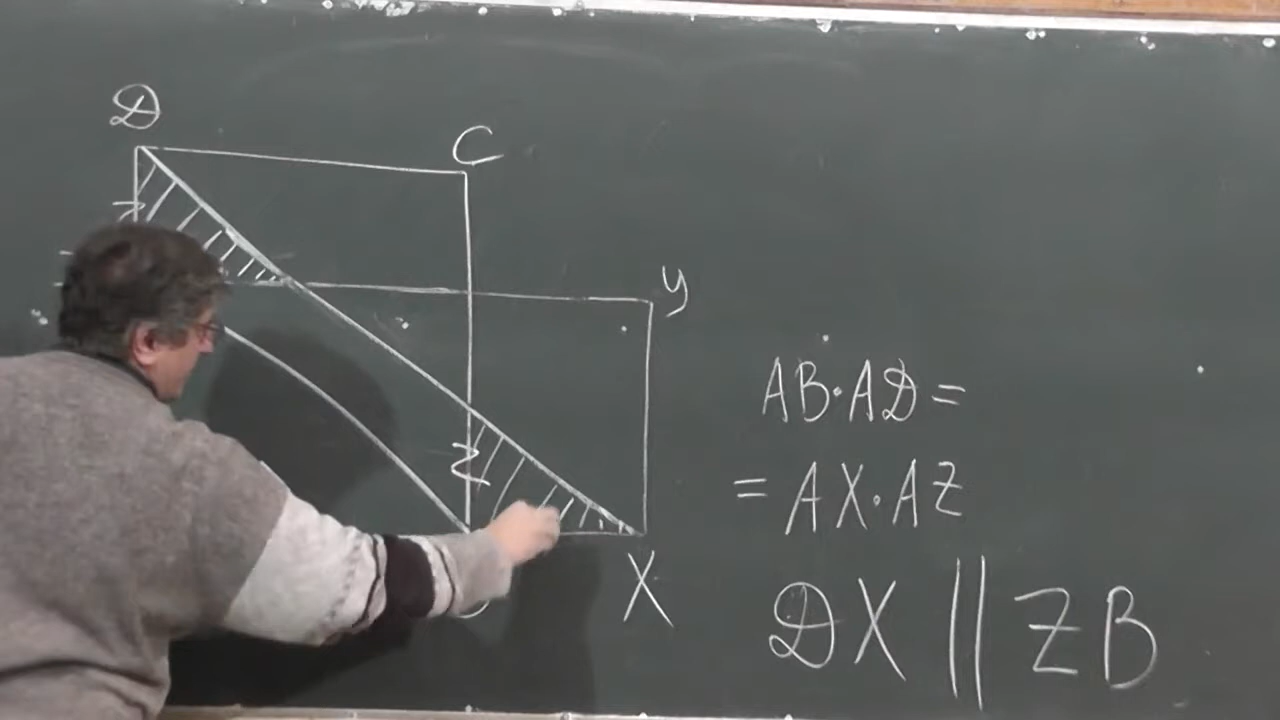 D
C
y
Z
X
AB·AD=
= AX·AZ
DX || ZB